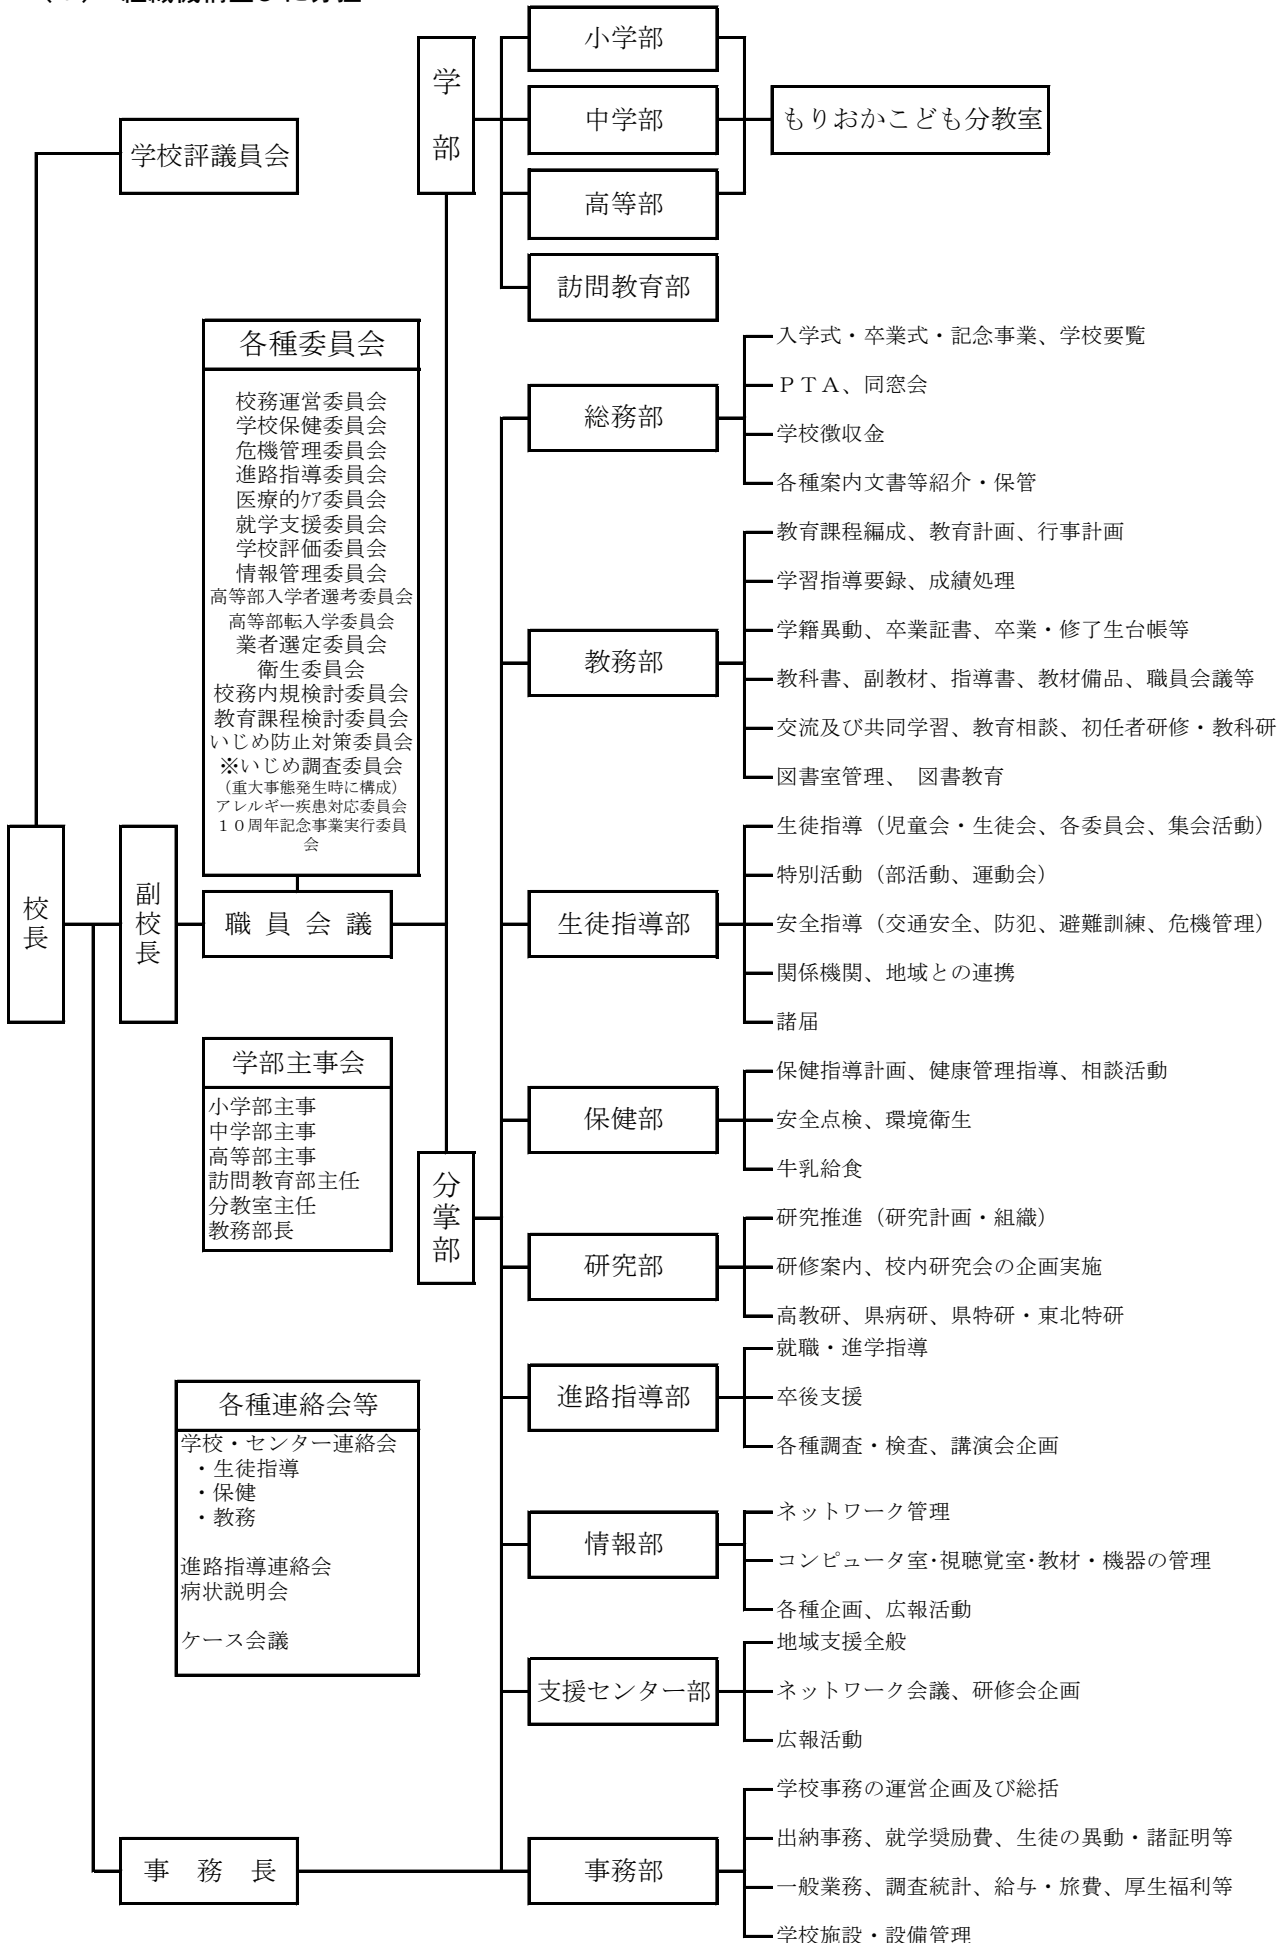 学部
小学部
中学部
高等部
訪問教育部
もりおかこども分教室
学校評議員会
各種委員会
校務運営委員会
学校保健委員会
危機管理委員会
進路指導委員会
医療的ｹｱ委員会
就学支援委員会
学校評価委員会
情報管理委員会
高等部入学者選考委員会
高等部転入学委員会
業者選定委員会
衛生委員会
校務内規検討委員会
教育課程検討委員会
いじめ防止対策委員会
※いじめ調査委員会
（重大事態発生時に構成）
アレルギー疾患対応委員会
１０周年記念事業実行委員
会
校長
副校長
職 員 会 議
学部主事会
小学部主事
中学部主事
高等部主事
訪問教育部主任
分教室主任
教務部長
分掌部
各種連絡会等
学校・センター連絡会
・生徒指導
・保健
・教務
進路指導連絡会
病状説明会
ケース会議
事 務 長
総務部
入学式・卒業式・記念事業、学校要覧
ＰＴＡ、同窓会
学校徴収金
各種案内文書等紹介・保管
教務部
教育課程編成、教育計画、行事計画
学習指導要録、成績処理
学籍異動、卒業証書、卒業・修了生台帳等
教科書、副教材、指導書、教材備品、職員会議等
交流及び共同学習、教育相談、初任者研修・教科研
図書室管理、 図書教育
生徒指導部
生徒指導（児童会・生徒会、各委員会、集会活動）
特別活動（部活動、運動会）
安全指導（交通安全、防犯、避難訓練、危機管理）
関係機関、地域との連携
諸届
保健部
保健指導計画、健康管理指導、相談活動
安全点検、環境衛生
牛乳給食
研究部
研究推進（研究計画・組織）
研修案内、校内研究会の企画実施
高教研、県病研、県特研・東北特研
進路指導部
就職・進学指導
卒後支援
各種調査・検査、講演会企画
情報部
ネットワーク管理
コンピュータ室･視聴覚室･教材・機器の管理
各種企画、広報活動
支援センター部
地域支援全般
ネットワーク会議、研修会企画
広報活動
事務部
学校事務の運営企画及び総括
出納事務、就学奨励費、生徒の異動・諸証明等
一般業務、調査統計、給与・旅費、厚生福利等
学校施設・設備管理